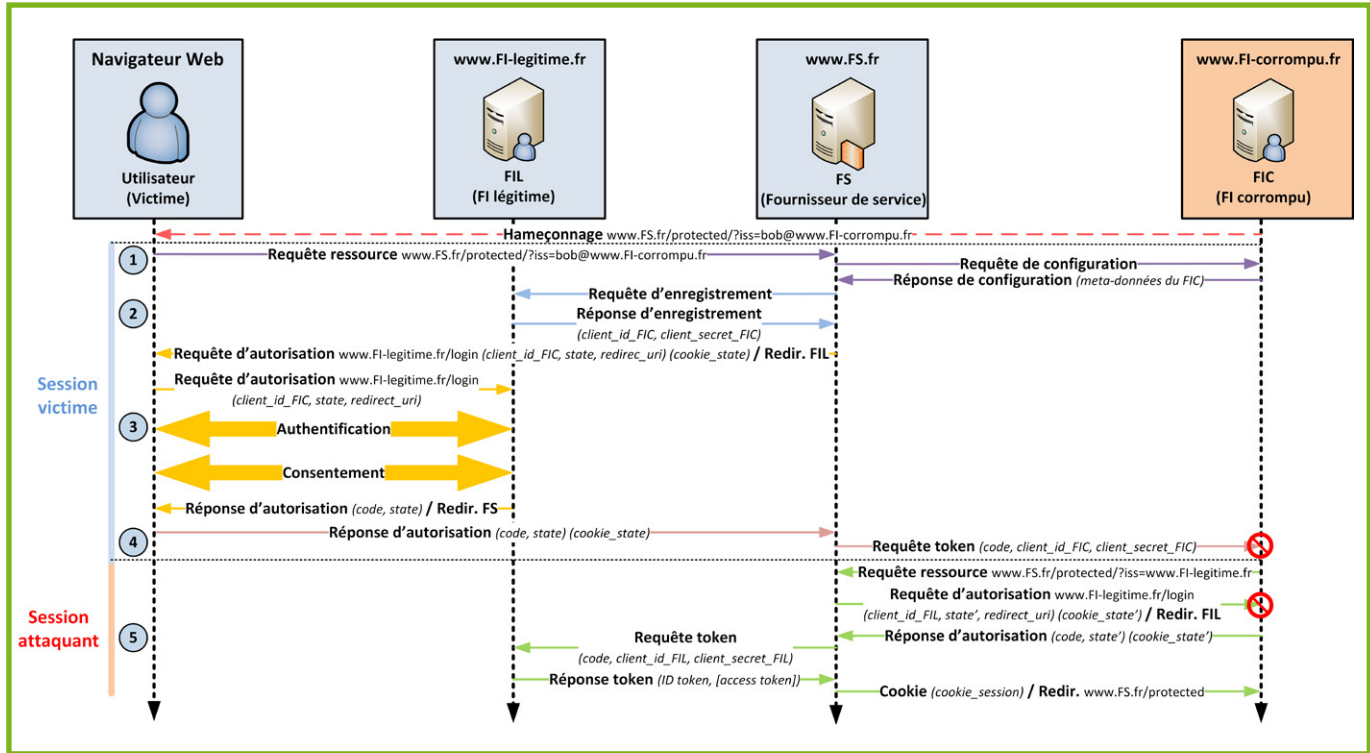 Navigateur Web
Utilisateur
(Victime)
www.FI-legitime.fr
FIL
(FI légitime)
www.FS.fr
FS
(Fournisseur de service)
www.FI-corrompu.fr
FIC
(FI corrompu)
Hameçonnage www.FS.fr/protected/?iss=bob@www.FI-corrompu.fr
1
Requête ressource www.FS.fr/protected/?iss=bob@www.FI-corrompu.fr
Requête de configuration
Réponse de configuration (meta-données du FIC)
2
Requête d'enregistrement
Réponse d'enregistrement
(client_id_FIC, client_secret_FIC)
Requête d'autorisation www.FI-legitime.fr/login (client_id_FIC, state, redirec_uri) (cookie_state) / Redir. FIL
Session
victime
Requête d'autorisation www.FI-legitime.fr/login
(client_id_FIC, state, redirect_uri)
3
Authentification
Consentement
Réponse d'autorisation (code, state) / Redir. FS
4
Réponse d'autorisation (code, state) (cookie_state)
Requête token (code, client_id_FIC, client_secret_FIC)
Session
attaquant
Requête ressource www.FS.fr/protected/?iss=www.FI-legitime.fr
Requête d'autorisation www.FI-legitime.fr/login
(client_id_FIL, state', redirect_uri) (cookie_state') / Redir. FIL
5
Réponse d'autorisation (code, state') (cookie_state')
Requête token
(code, client_id_FIL, client_secret_FIL)
Réponse token (ID token, [access token])
Cookie (cookie_session) / Redir. www.FS.fr/protected